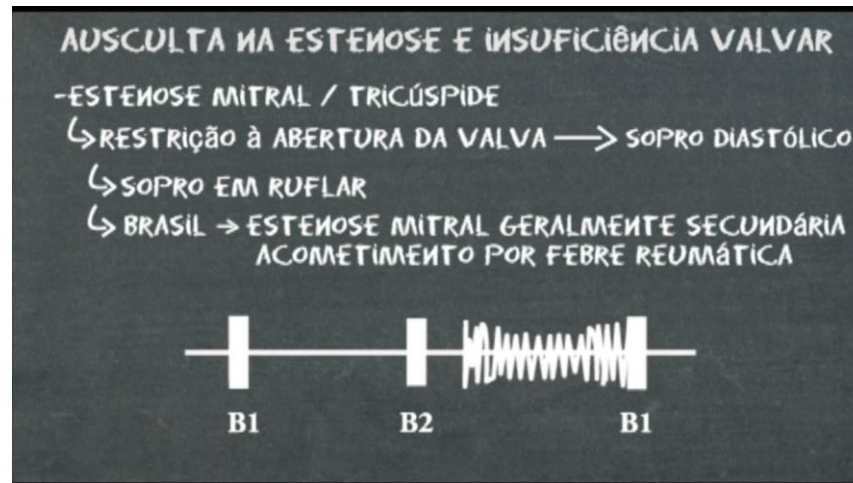 AUSCULTA NA ESTENOSE E INSUFICIÊNCIA VALVAR
-ESTENOSE MITRAL / TRICÚSPIDE
↳RESTRIÇÃO À ABERTURA DA VALVA → SOPRO DIASTÓLICO
↳SOPRO EM RUFLAR
↳BRASIL → ESTENOSE MITRAL GERALMENTE SECUNDÁRIA
ACOMETIMENTO POR FEBRE REUMÁTICA
B1 B2 B1